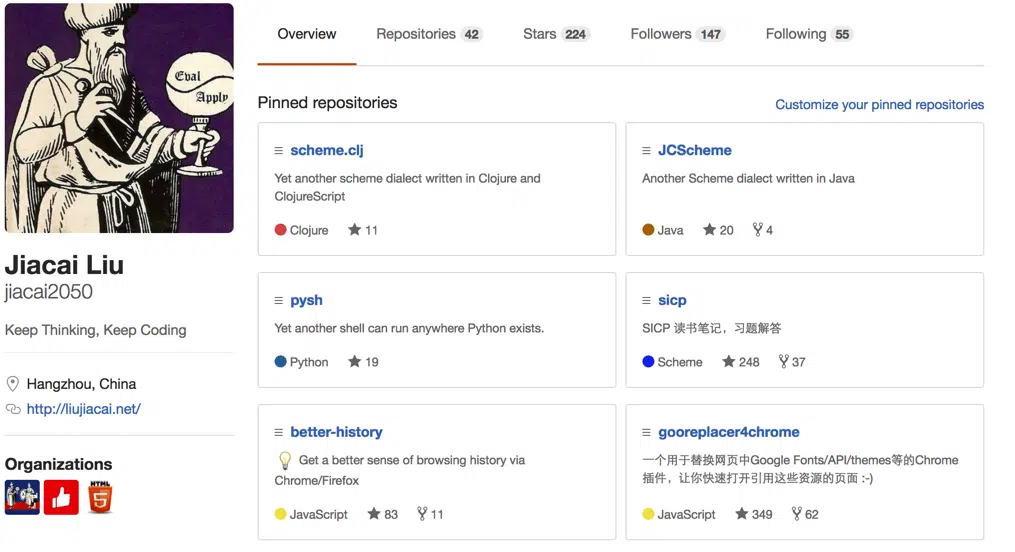 Eval
Apply
Jiacai Liu
jiacai2050
Keep Thinking, Keep Coding
Hangzhou, China
http://liujiacai.net/
Organizations
HTML
5
Overview
Repositories 42
Stars 224
Followers 147
Following 55
Pinned repositories
Customize your pinned repositories
scheme.clj
Yet another scheme dialect written in Clojure and
ClojureScript
Clojure 11
JCScheme
Another Scheme dialect written in Java
Java 20 4
pysh
Yet another shell can run anywhere Python exists.
Python 19
sicp
SICP 读书笔记，习题解答
Scheme 248 37
better-history
Get a better sense of browsing history via
Chrome/Firefox
JavaScript 83 11
gooreplacer4chrome
一个用于替换网页中Google Fonts/API/themes等的Chrome
插件，让你快速打开引用这些资源的页面 :-)
JavaScript 349 62